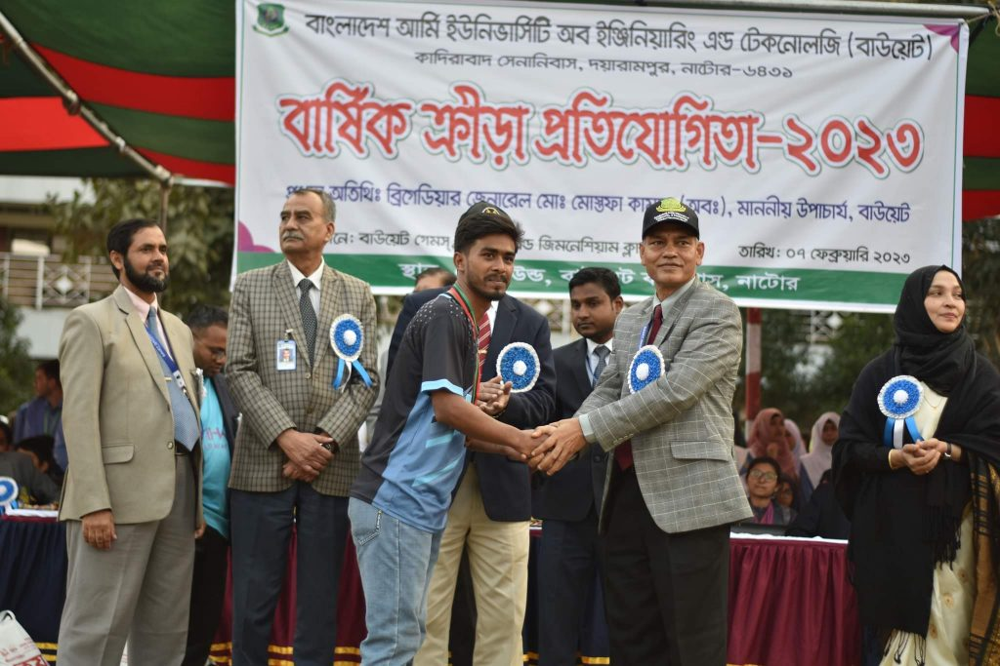 বাংলাদেশ আর্মি ইউনিভার্সিটি অব ইঞ্জিনিয়ারিং এন্ড টেকনোলজি (বাউয়েট)
কাদিরাবাদ সেনানিবাস, দয়ারামপুর, নাটোর-৬৪৩১
বার্ষিক ক্রীড়া প্রতিযোগিতা-২০২৩
অতিথিঃ ব্রিগেডিয়ার জেনারেল মোঃ মোস্তফা (অবঃ), মাননীয় উপাচার্য, বাউয়েট
বাউয়েট গেমস জিমনেশিয়াম তারিখ: ০৭ ফেব্রুয়ারি ২০২৩
নাটোর